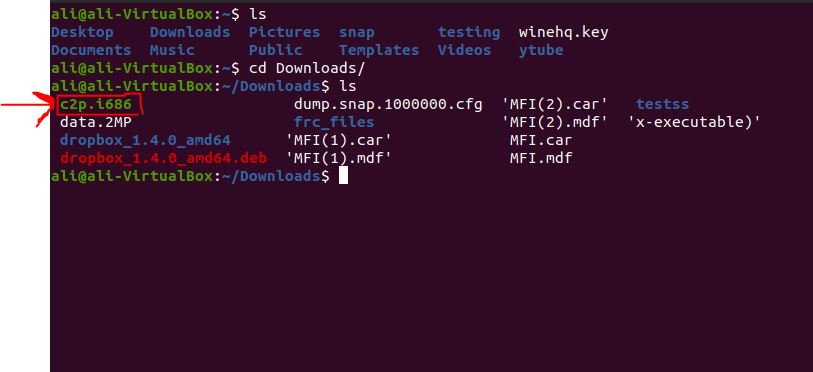 ali@ali-VirtualBox:~$ ls
Desktop Downloads Pictures snap testing winehq.key
Documents Music Public Templates Videos ytube
ali@ali-VirtualBox:~$ cd Downloads/
ali@ali-VirtualBox:~/Downloads$ ls
c2p.i686 dump.snap.1000000.cfg 'MFI(2).car' testss
data.2MP frc_files 'MFI(2).mdf' 'x-executable)'
dropbox_1.4.0_amd64 'MFI(1).car' MFI.car
dropbox_1.4.0_amd64.deb 'MFI(1).mdf' MFI.mdf
ali@ali-VirtualBox:~/Downloads$